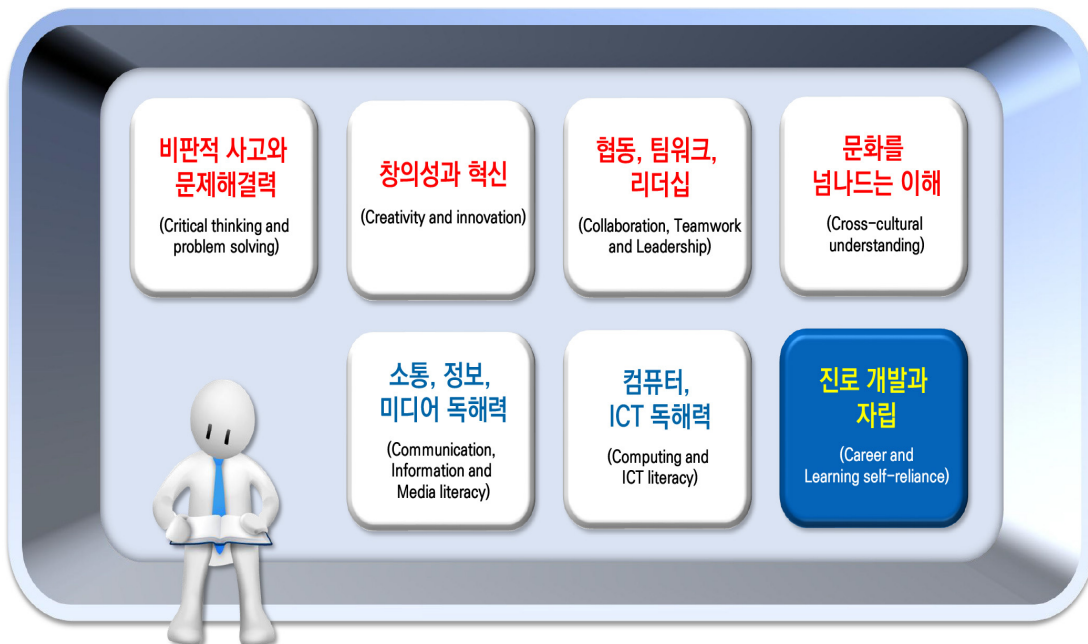 비판적 사고와
문제해결력
(Critical thinking and
problem solving)
창의성과 혁신
(Creativity and innovation)
협동, 팀워크,
리더십
(Collaboration, Teamwork
and Leadership)
문화를
넘나드는 이해
(Cross-cultural
understanding)
소통, 정보,
미디어 독해력
(Communication,
Information and
Media literacy)
컴퓨터,
ICT 독해력
(Computing and
ICT literacy)
진로 개발과
자립
(Career and
Learning self-reliance)